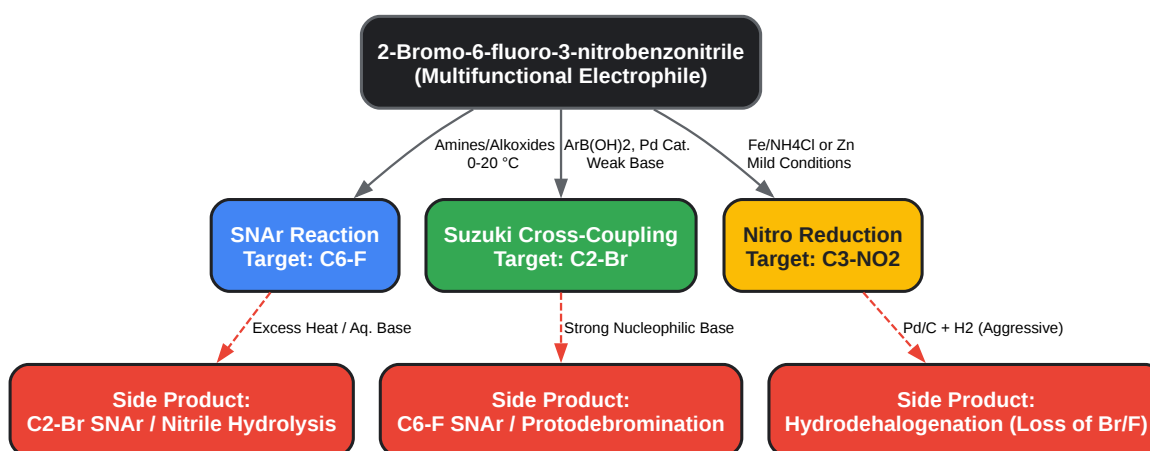 2-Bromo-6-fluoro-3-nitrobenzonitrile
(Multifunctional Electrophile)
Amines/Alkoxides
0-20 °C
ArB(OH)2, Pd Cat.
Weak Base
Fe/NH4Cl or Zn
Mild Conditions
SNAr Reaction
Target: C6-F
Suzuki Cross-Coupling
Target: C2-Br
Nitro Reduction
Target: C3-NO2
Excess Heat / Aq. Base
Strong Nucleophilic Base
Pd/C + H2 (Aggressive)
Side Product:
C2-Br SNAr / Nitrile Hydrolysis
Side Product:
C6-F SNAr / Protodebromination
Side Product:
Hydrodehalogenation (Loss of Br/F)